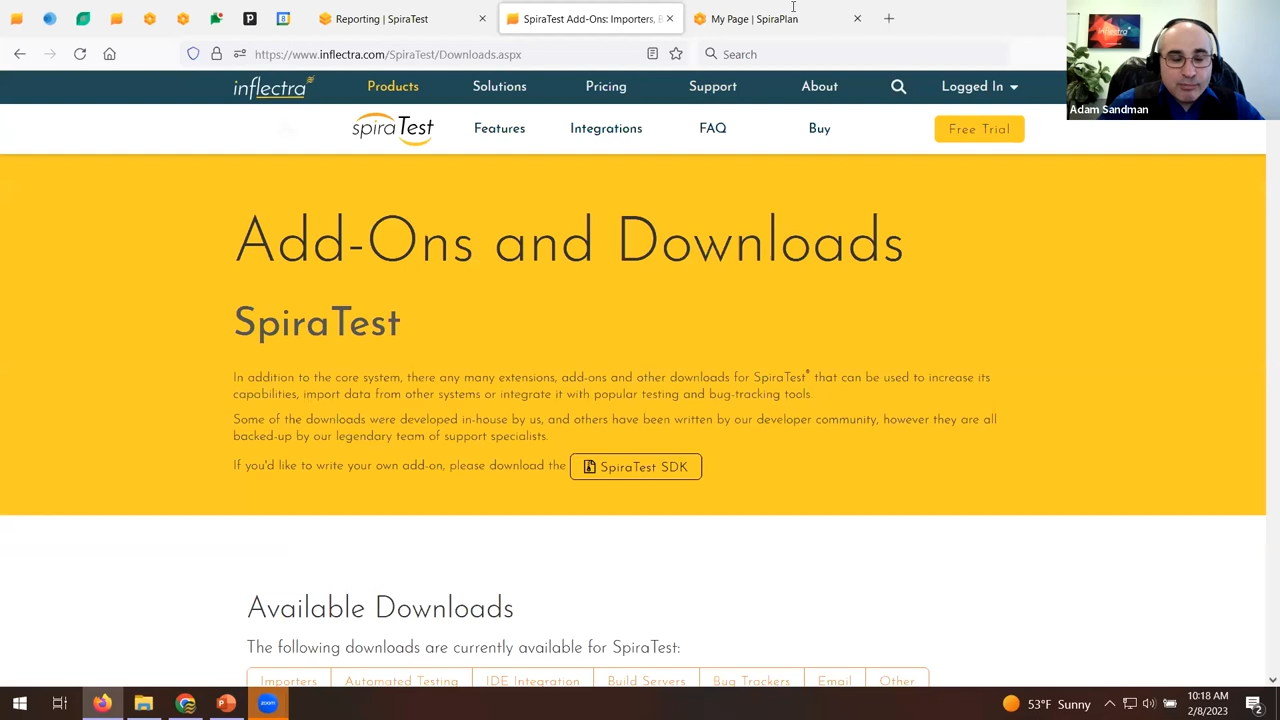 Reporting | SpiraTest
SpiraTest Add-Ons: Importers,
My Page | SpiraPlan
https://www.inflectra.com/SpiraTest/Downloads.aspx
Search
inflectra
Products
Solutions
Pricing
Support
About
Logged In
Adam Sandman
spiraTest
Features
Integrations
FAQ
Buy
Free Trial
Add-Ons and Downloads
SpiraTest
In addition to the core system, there any many extensions, add-ons and other downloads for SpiraTest® that can be used to increase its
capabilities, import data from other systems or integrate it with popular testing and bug-tracking tools.
Some of the downloads were developed in-house by us, and others have been written by our developer community, however they are all
backed-up by our legendary team of support specialists.
If you'd like to write your own add-on, please download the SpiraTest SDK
Available Downloads
The following downloads are currently available for SpiraTest:
Importers
Automated Testing
IDE Integration
Build Servers
Bug Trackers
Email
Other
zoom
53°F Sunny
10:18 AM
2/8/2023
2